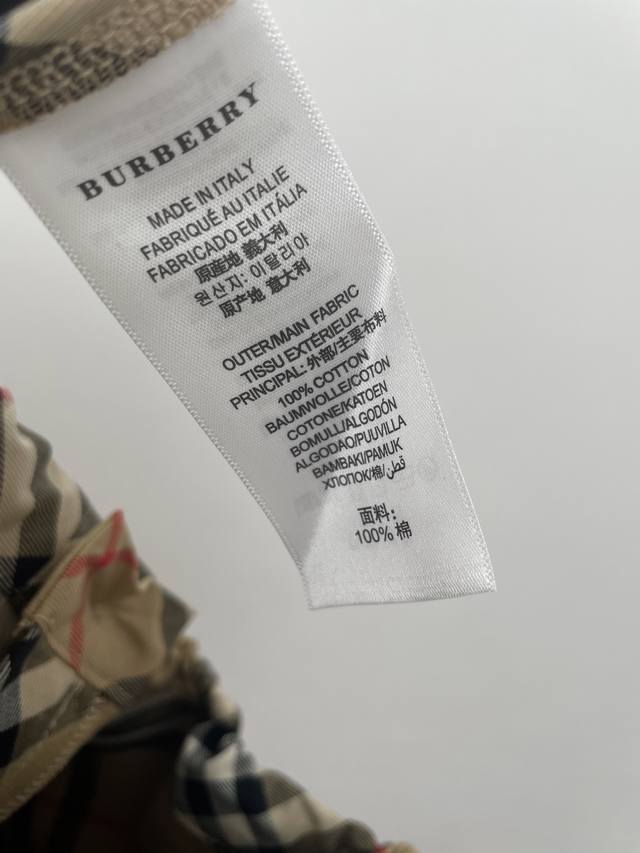 BURBERRY
MADE IN ITALY
FABRIQUÉ AU ITALIE
FABRICADO EM ITÁLIA
原産地 義大利
원산지: 이탈리아
原产地 意大利
OUTER/MAIN FABRIC
TISSU EXTÉRIEUR
PRINCIPAL: 外部/主要布料
100% COTTON
BAUMWOLLE/COTON
COTONE/KATOEN
BOMULL/ALGODÓN
ALGODAO/PUUVILLA
BAMBAKI/PAMUK
ХЛОПОК/棉/قطن
面料：
100% 棉